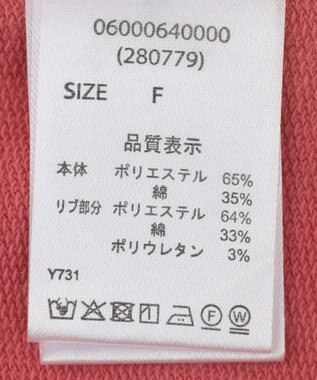 06000640000
(280779)
SIZE F
品質表示
本体 ポリエステル 65%
綿 35%
リブ部分 ポリエステル 64%
綿 33%
ポリウレタン 3%
Y731
F W